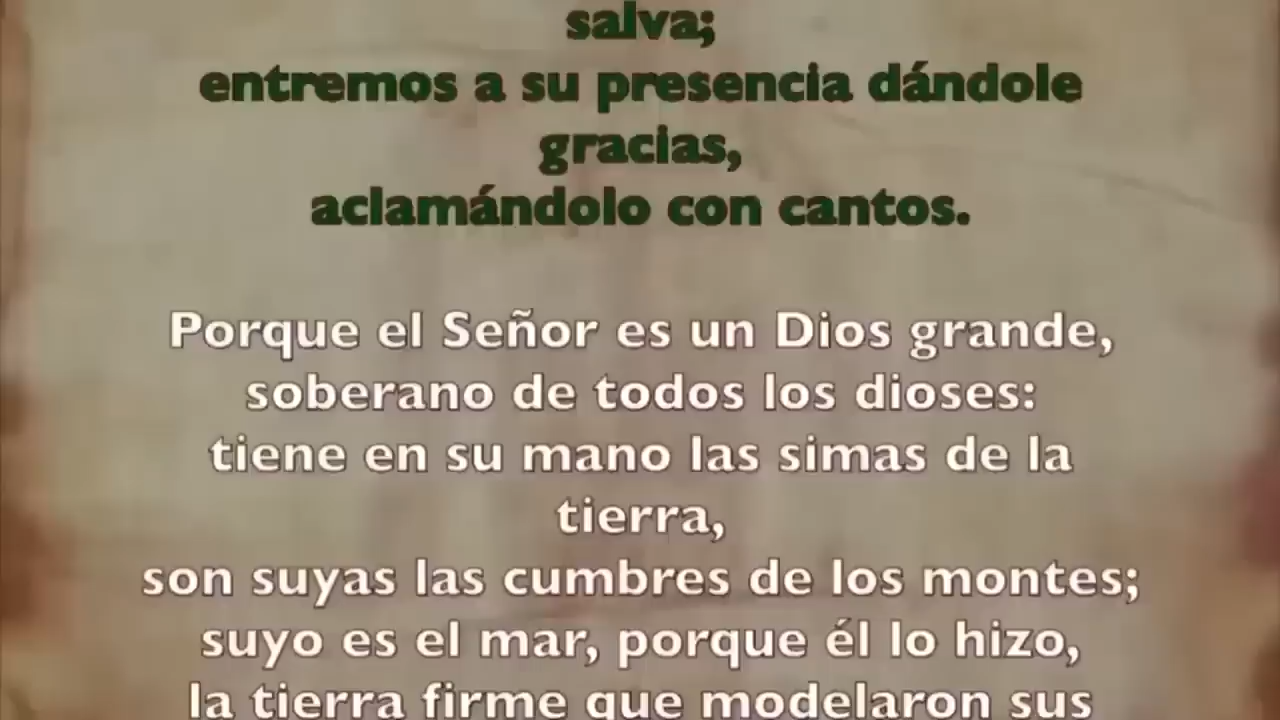 salva;
entremos a su presencia dándole
gracias,
aclamándolo con cantos.
Porque el Señor es un Dios grande,
soberano de todos los dioses:
tiene en su mano las simas de la
tierra,
son suyas las cumbres de los montes;
suyo es el mar, porque él lo hizo,
la tierra firme que modelaron sus